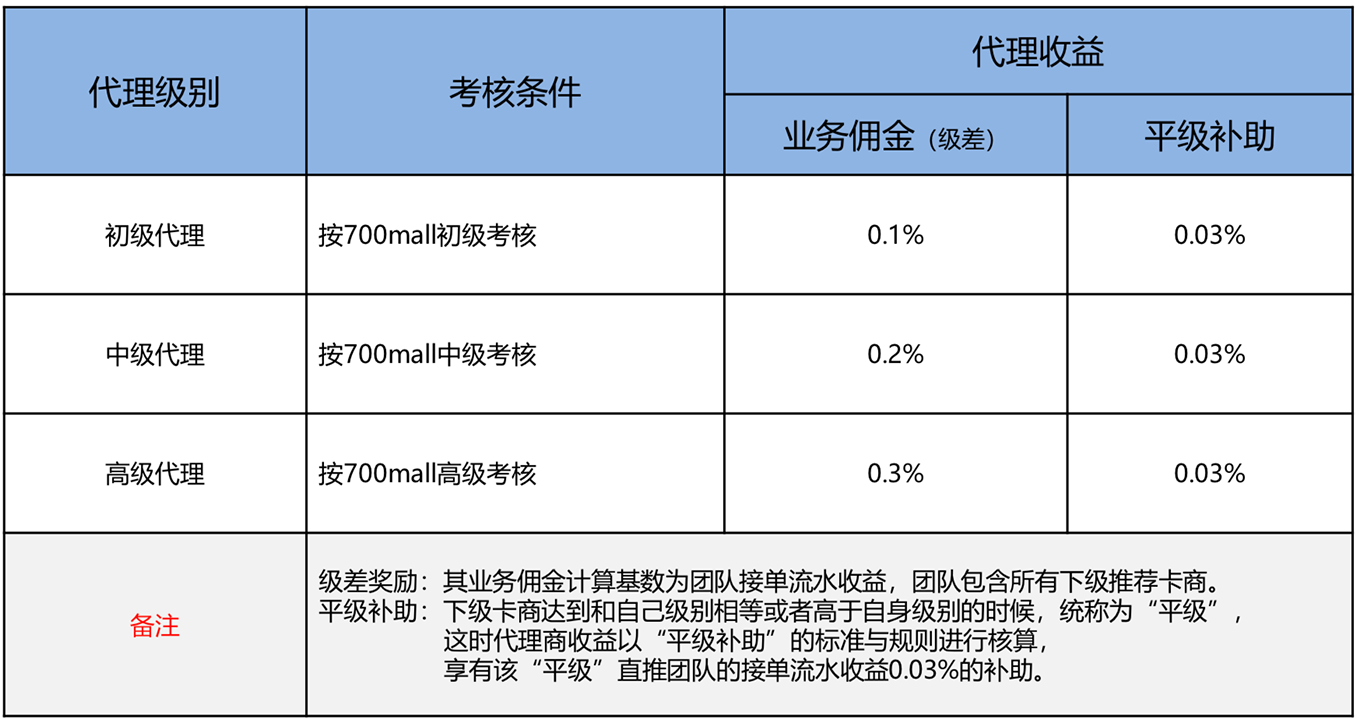 代理级别
考核条件
代理收益
业务佣金（级差）
平级补助
初级代理
按700mall初级考核
0.1%
0.03%
中级代理
按700mall中级考核
0.2%
0.03%
高级代理
按700mall高级考核
0.3%
0.03%
备注
级差奖励：其业务佣金计算基数为团队接单流水收益，团队包含所有下级推荐卡商。
平级补助：下级卡商达到和自己级别相等或者高于自身级别的时候，统称为“平级”，
这时代理商收益以“平级补助”的标准与规则进行核算，
享有该“平级”直推团队的接单流水收益0.03%的补助。